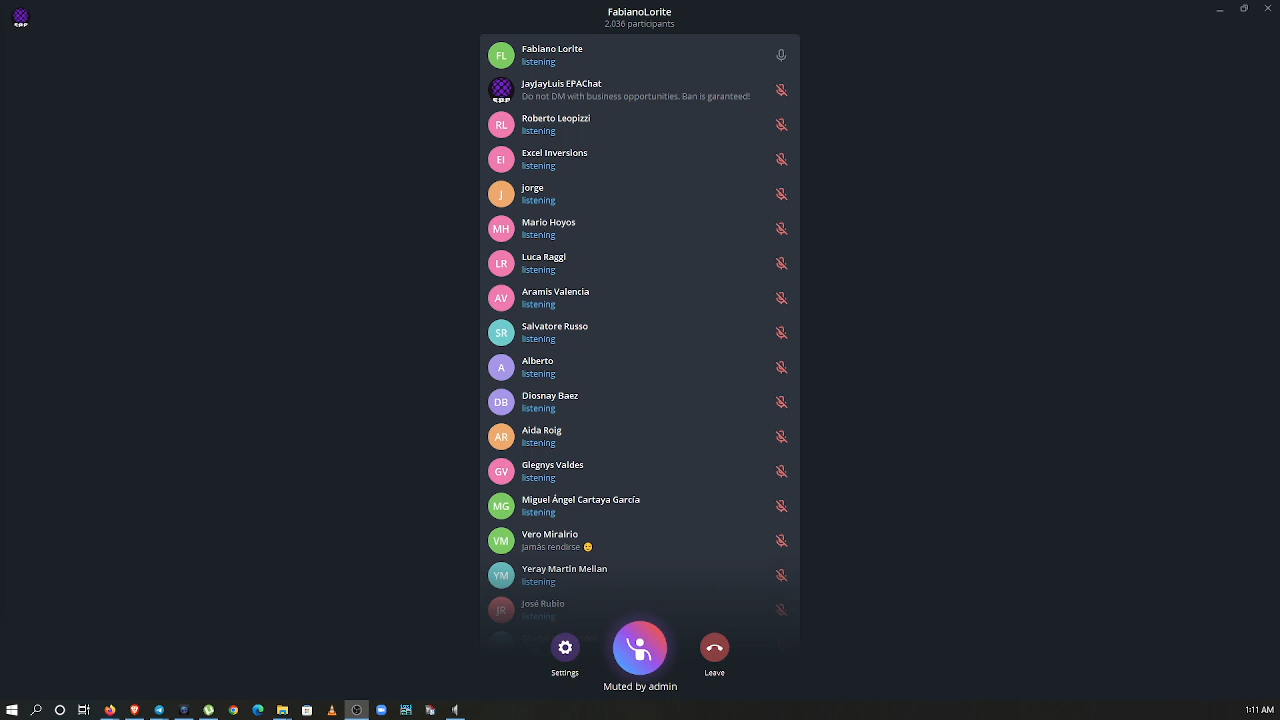 FabianoLorite
2,036 participants
FL
Fabiano Lorite
listening
JayJayLuis EPAChat
Do not DM with business opportunities. Ban is garanteed!
RL
Roberto Leopizzi
listening
EI
Excel Inversions
listening
J
jorge
listening
MH
Mario Hoyos
listening
LR
Luca Raggi
listening
AV
Aramis Valencia
listening
SR
Salvatore Russo
listening
A
Alberto
listening
DB
Diosnay Baez
listening
AR
Aida Roig
listening
GV
Glegnys Valdes
listening
MG
Miguel Ángel Cartaya García
listening
VM
Vero Miralrio
Jamás rendirse
YM
Yeray Martín Mellan
listening
JR
José Rubio
listening
Settings
Leave
Muted by admin
1:11 AM